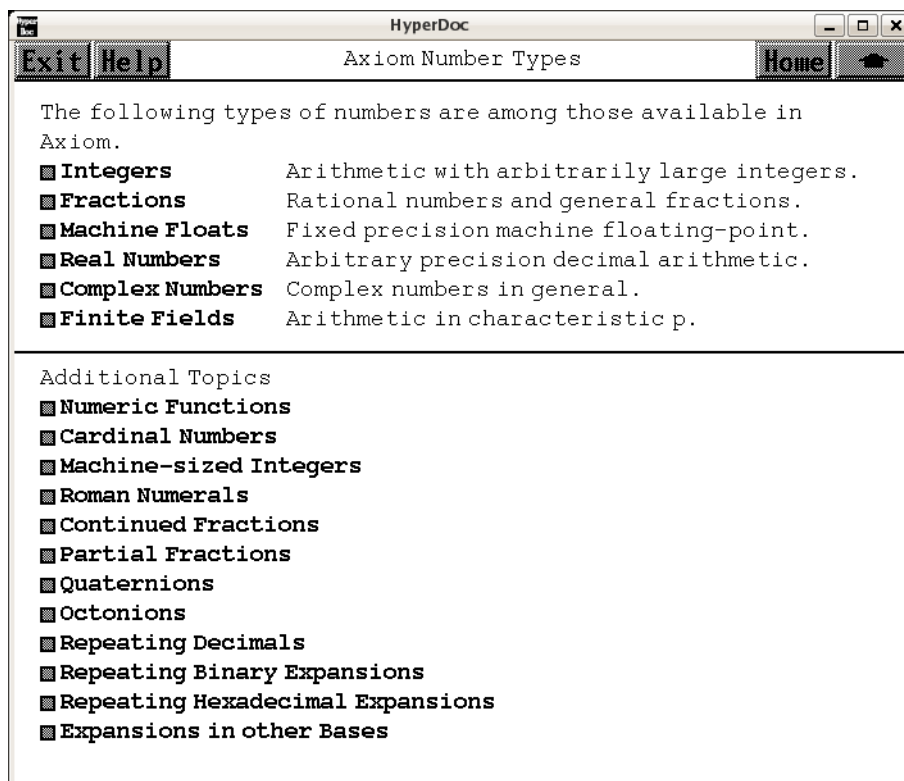 Hyper Doc
HyperDoc
Exit Help Axiom Number Types Home
The following types of numbers are among those available in
Axiom.
Integers Arithmetic with arbitrarily large integers.
Fractions Rational numbers and general fractions.
Machine Floats Fixed precision machine floating-point.
Real Numbers Arbitrary precision decimal arithmetic.
Complex Numbers Complex numbers in general.
Finite Fields Arithmetic in characteristic p.
Additional Topics
Numeric Functions
Cardinal Numbers
Machine-sized Integers
Roman Numerals
Continued Fractions
Partial Fractions
Quaternions
Octonions
Repeating Decimals
Repeating Binary Expansions
Repeating Hexadecimal Expansions
Expansions in other Bases